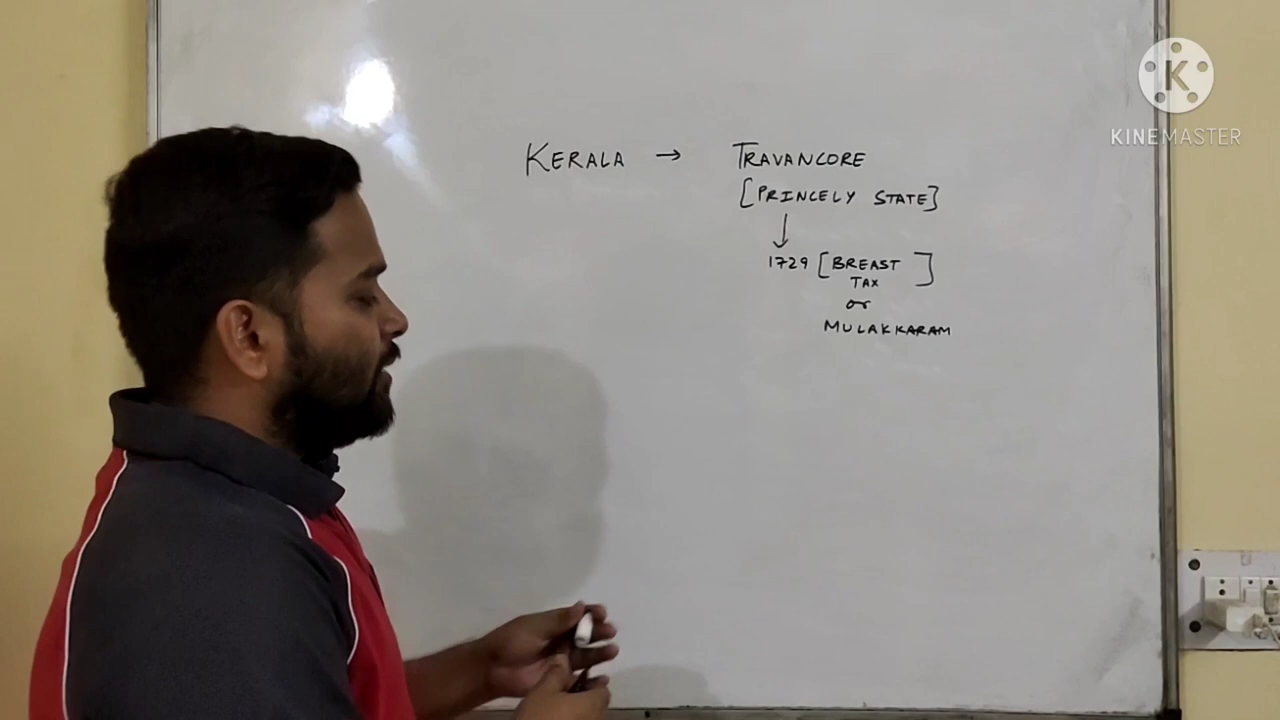 KERALA → TRAVANCORE
[PRINCELY STATE]
↓
1729 [BREAST
TAX ]
or
MULAKKARAM
K
KINEMASTER